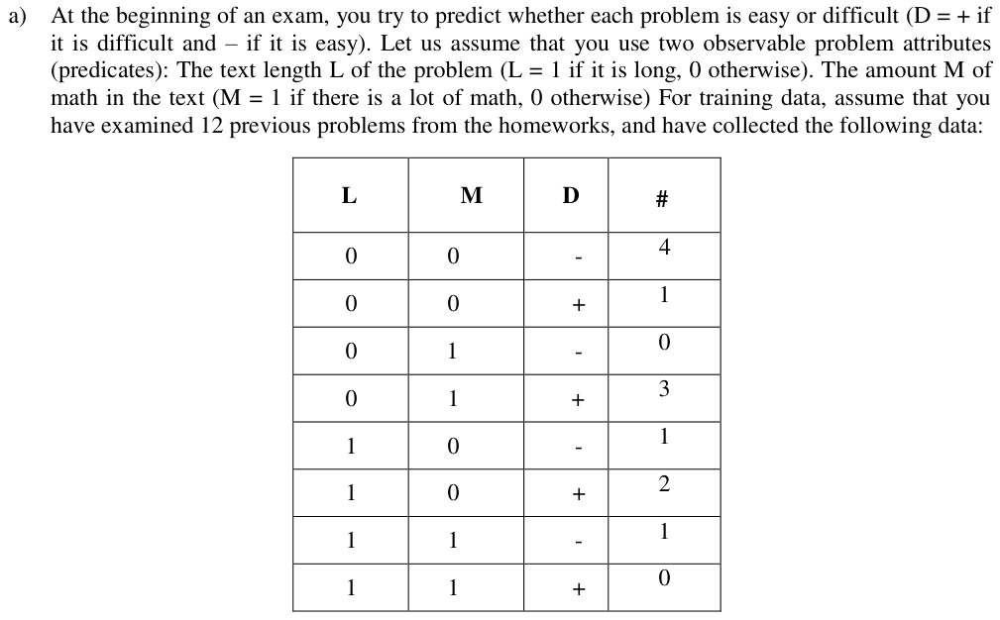 a) At the beginning of an exam, you try to predict whether each problem is easy or difficult (D = + if
it is difficult and – if it is easy). Let us assume that you use two observable problem attributes
(predicates): The text length L of the problem (L = 1 if it is long, 0 otherwise). The amount M of
math in the text (M = 1 if there is a lot of math, 0 otherwise) For training data, assume that you
have examined 12 previous problems from the homeworks, and have collected the following data:
L M D #
0 0 - 4
0 0 + 1
0 1 - 0
0 1 + 3
1 0 - 1
1 0 + 2
1 1 - 1
1 1 + 0